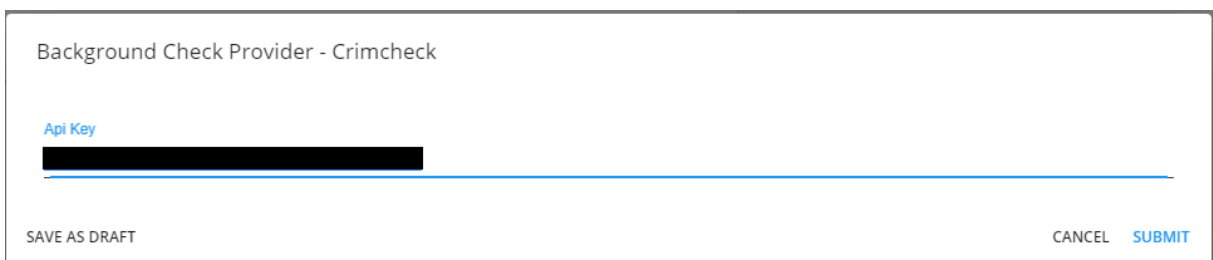 Background Check Provider - Crimcheck
Api Key
SAVE AS DRAFT CANCEL SUBMIT